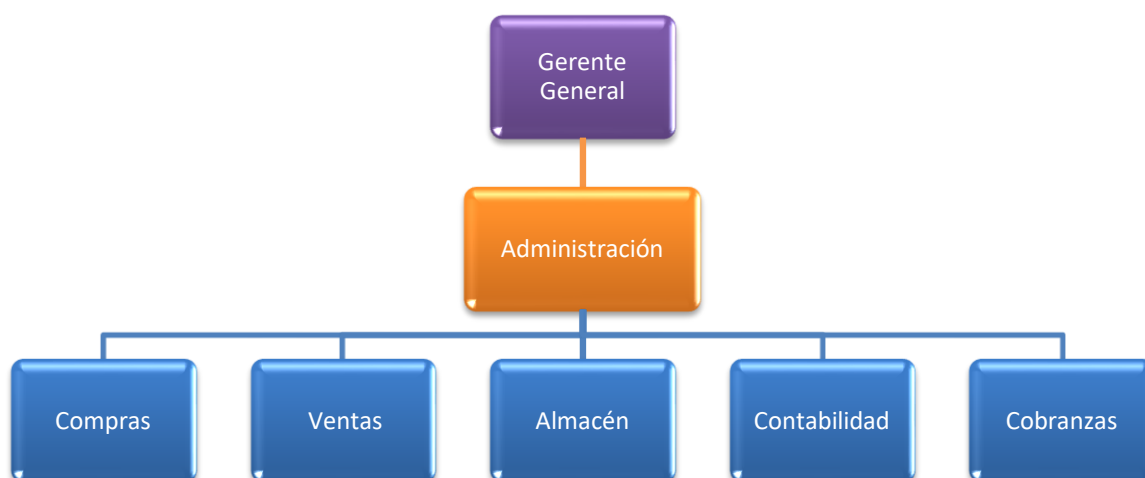 Gerente
General
Administración
Compras
Ventas
Almacén
Contabilidad
Cobranzas